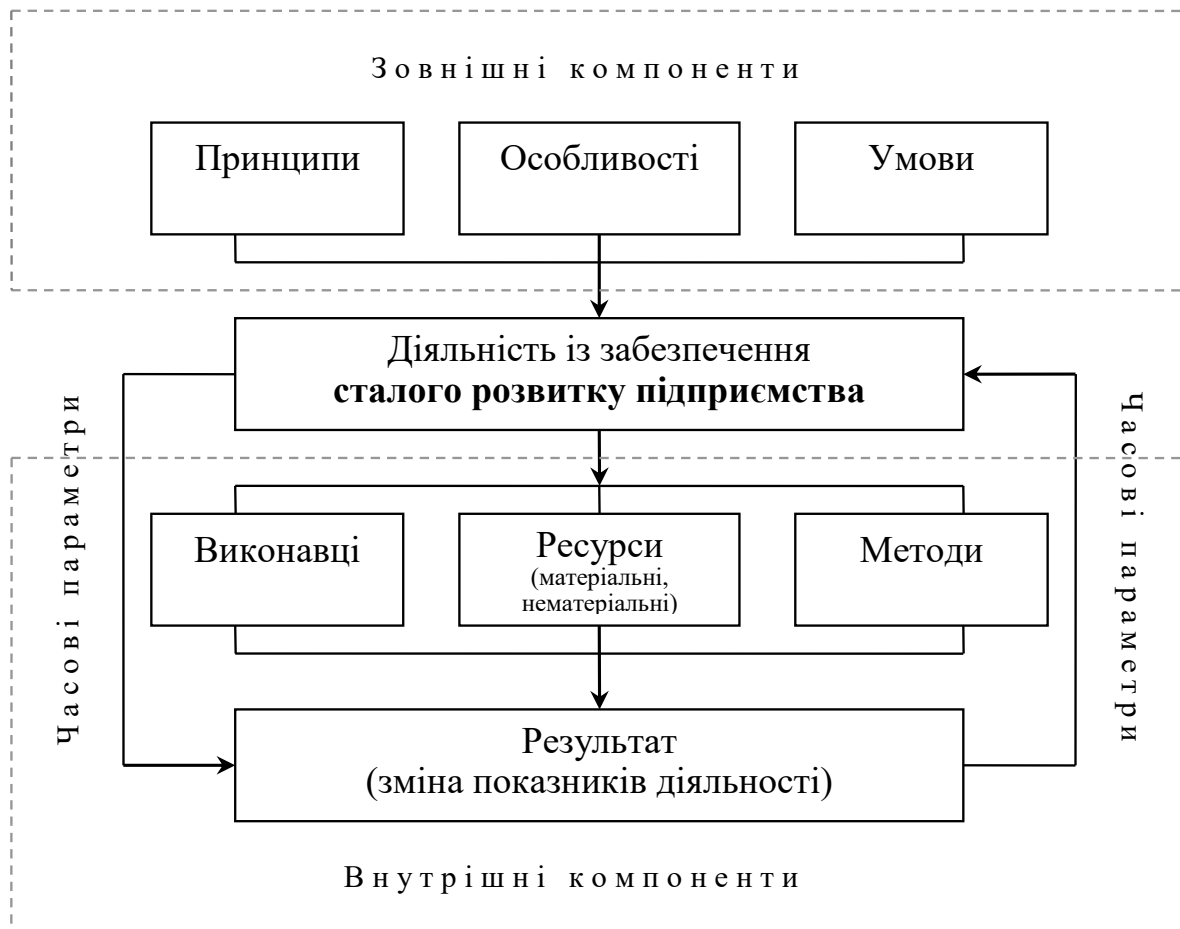 Зовнішні компоненти
Принципи
Особливості
Умови
Діяльність із забезпечення
сталого розвитку підприємства
Часові параметри
Часові параметри
Виконавці
Ресурси
(матеріальні,
нематеріальні)
Методи
Результат
(зміна показників діяльності)
Внутрішні компоненти